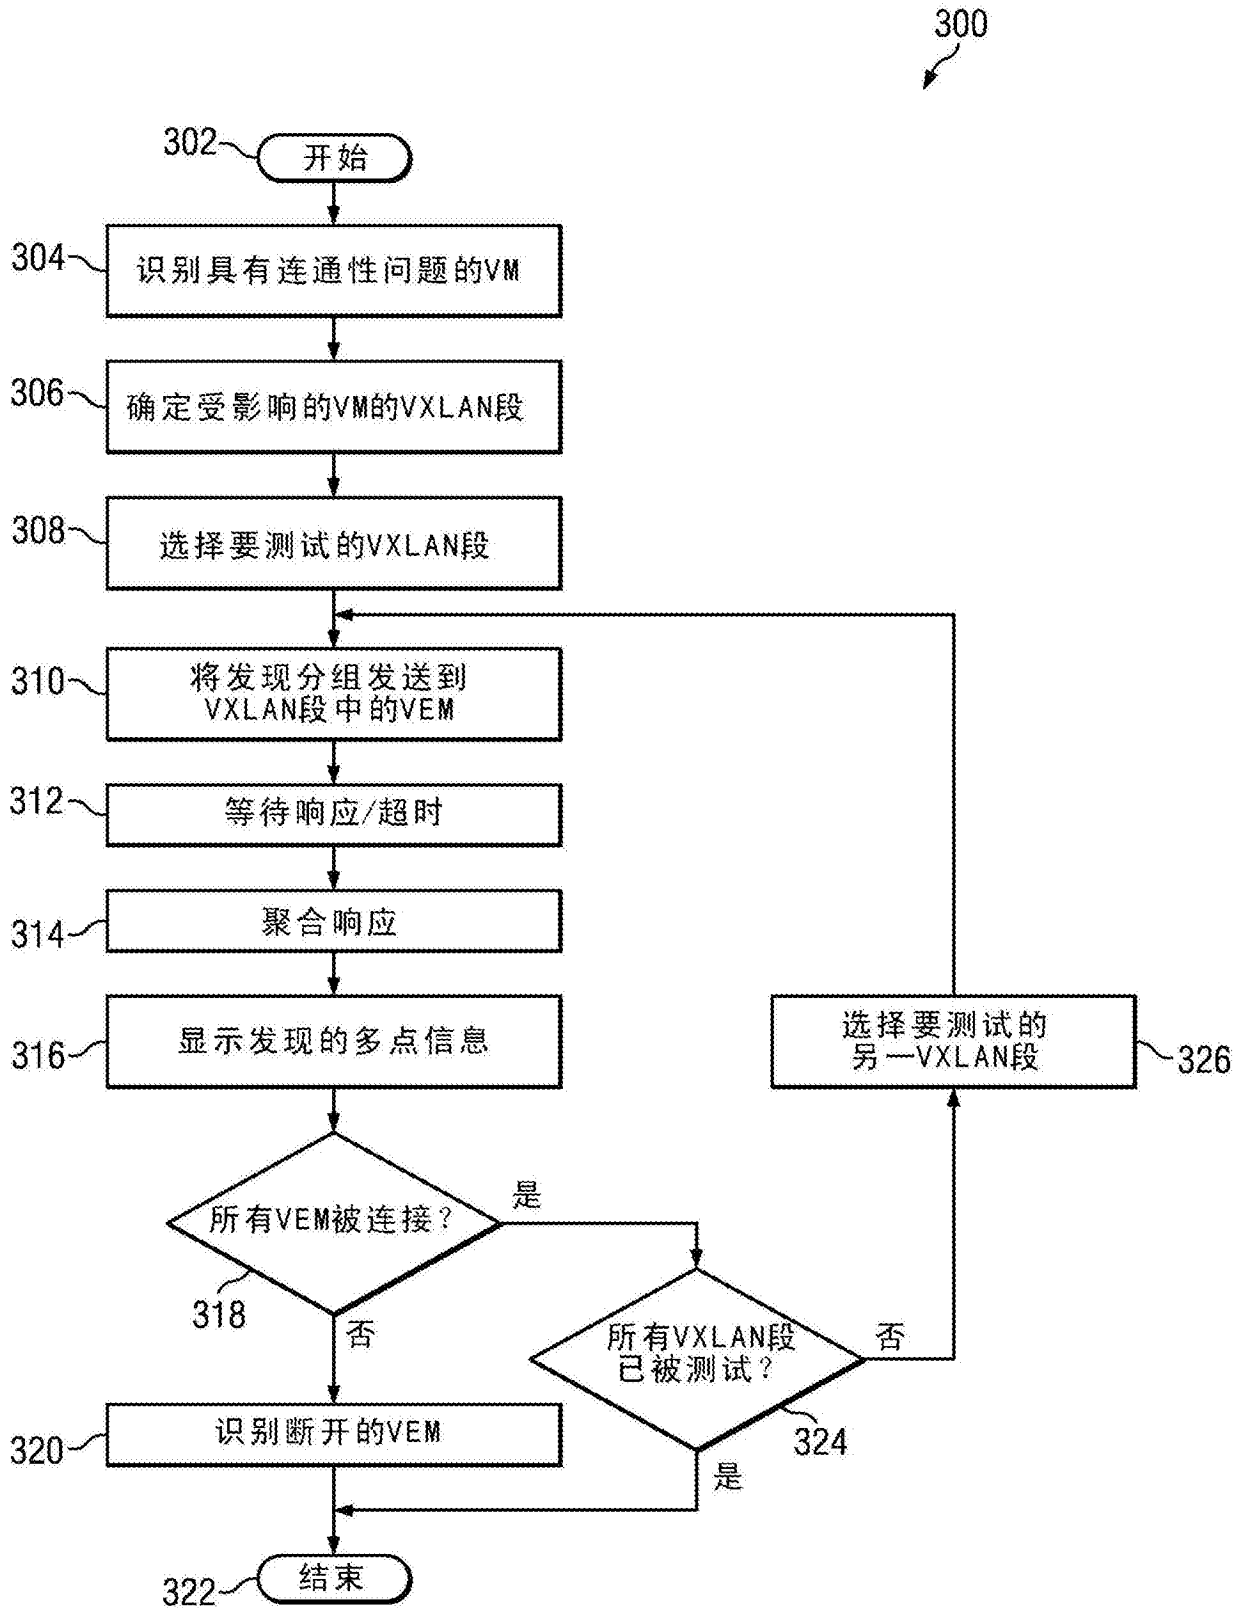 300
302
开始
304
识别具有连通性问题的VM
306
确定受影响的VM的VXLAN段
308
选择要测试的VXLAN段
310
将发现分组发送到
VXLAN段中的VEM
312
等待响应/超时
314
聚合响应
316
显示发现的多点信息
选择要测试的
另一VXLAN段
326
所有VEM被连接?
是
318
否
所有VXLAN段
已被测试?
否
324
是
320
识别断开的VEM
322
结束